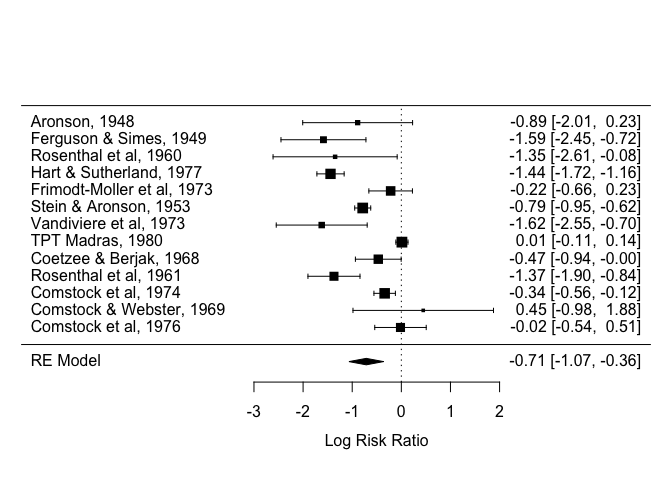 Aronson, 1948 -0.89 [-2.01, 0.23]
Ferguson & Simes, 1949 -1.59 [-2.45, -0.72]
Rosenthal et al, 1960 -1.35 [-2.61, -0.08]
Hart & Sutherland, 1977 -1.44 [-1.72, -1.16]
Frimodt-Moller et al, 1973 -0.22 [-0.66, 0.23]
Stein & Aronson, 1953 -0.79 [-0.95, -0.62]
Vandiviere et al, 1973 -1.62 [-2.55, -0.70]
TPT Madras, 1980 0.01 [-0.11, 0.14]
Coetzee & Berjak, 1968 -0.47 [-0.94, -0.00]
Rosenthal et al, 1961 -1.37 [-1.90, -0.84]
Comstock et al, 1974 -0.34 [-0.56, -0.12]
Comstock & Webster, 1969 0.45 [-0.98, 1.88]
Comstock et al, 1976 -0.02 [-0.54, 0.51]
RE Model -0.71 [-1.07, -0.36]
-3 -2 -1 0 1 2
Log Risk Ratio